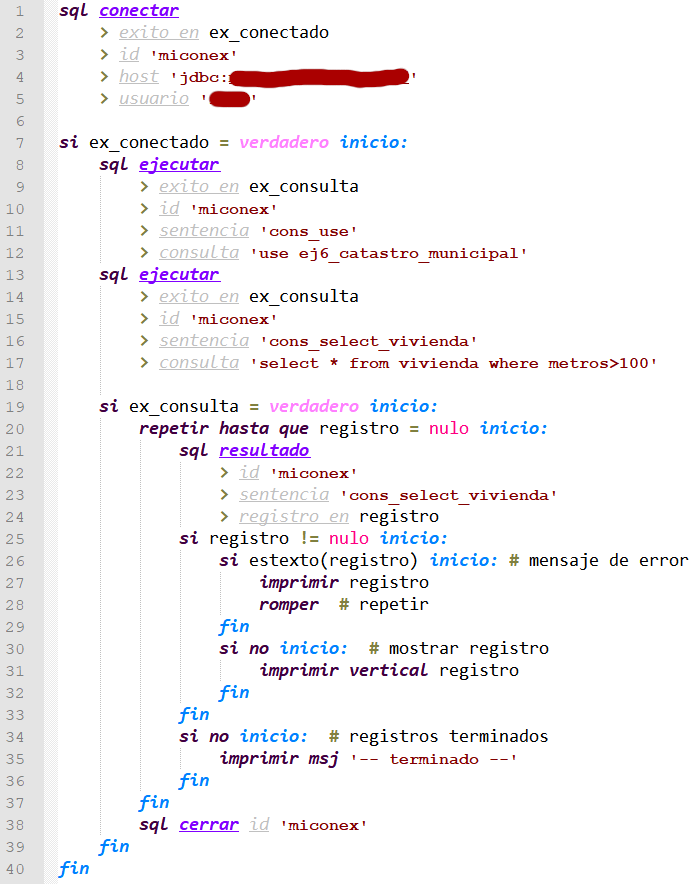 1 sql conectar
2 > exito en ex_conectado
3 > id 'miconex'
4 > host 'jdbc: '
5 > usuario ' '
6
7 si ex_conectado = verdadero inicio:
8 sql ejecutar
9 > exito en ex_consulta
10 > id 'miconex'
11 > sentencia 'cons_use'
12 > consulta 'use ej6_catastro_municipal'
13 sql ejecutar
14 > exito en ex_consulta
15 > id 'miconex'
16 > sentencia 'cons_select_vivienda'
17 > consulta 'select * from vivienda where metros>100'
18
19 si ex_consulta = verdadero inicio:
20 repetir hasta que registro = nulo inicio:
21 sql resultado
22 > id 'miconex'
23 > sentencia 'cons_select_vivienda'
24 > registro en registro
25 si registro != nulo inicio:
26 si estexto(registro) inicio: # mensaje de error
27 imprimir registro
28 romper # repetir
29 fin
30 si no inicio: # mostrar registro
31 imprimir vertical registro
32 fin
33 fin
34 si no inicio: # registros terminados
35 imprimir msj '-- terminado --'
36 fin
37 fin
38 sql cerrar id 'miconex'
39 fin
40 fin